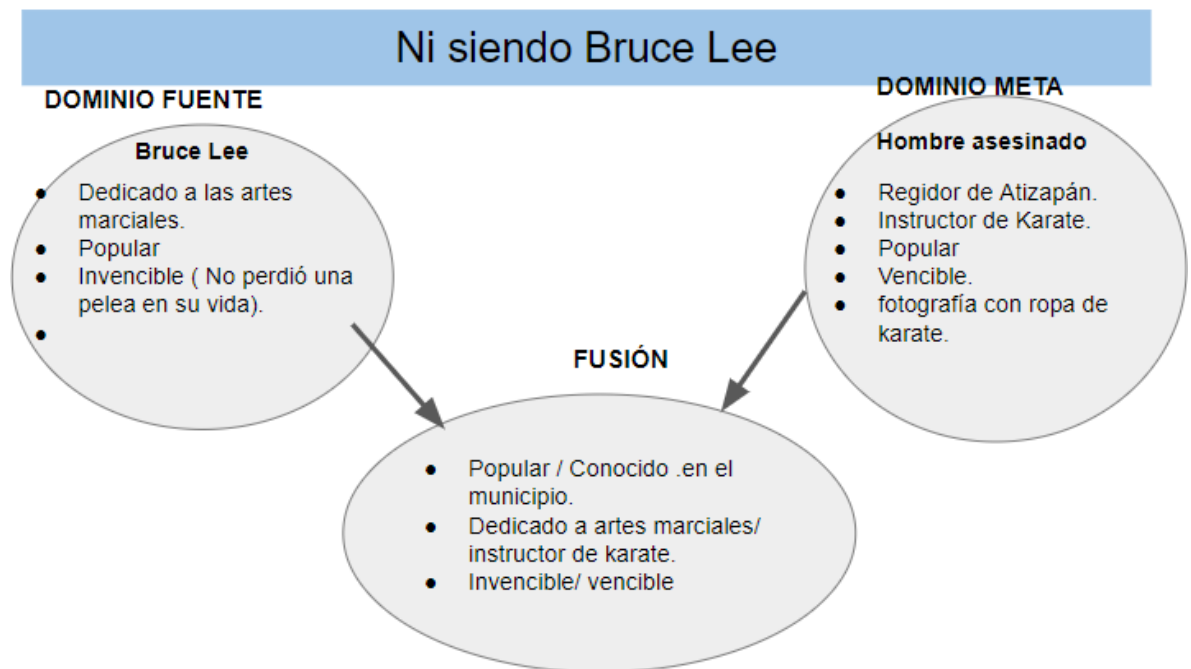 Ni siendo Bruce Lee
DOMINIO FUENTE
Bruce Lee
● Dedicado a las artes
marciales.
● Popular
● Invencible ( No perdió una
pelea en su vida).
●
DOMINIO META
Hombre asesinado
● Regidor de Atizapán.
● Instructor de Karate.
● Popular
● Vencible.
● fotografía con ropa de
karate.
FUSIÓN
● Popular / Conocido .en el
municipio.
● Dedicado a artes marciales/
instructor de karate.
● Invencible/ vencible